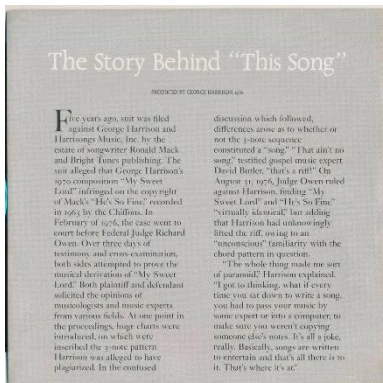 The Story Behind "This Song"
PRODUCED BY GEORGE HARRISON
Five years ago, suit was filed
against George Harrison and
Harrisongs Music, Inc. by the
estate of songwriter Ronald Mack
and Bright Tunes publishing. The
suit alleged that George Harrison's
1970 composition "My Sweet
Lord" infringed on the copyright
of Mack's "He's So Fine," recorded
in 1963 by the Chiffons. In
February of 1976, the case went to
court before Federal Judge Richard
Owen. Over three days of
testimony and cross-examination,
both sides attempted to prove the
musical derivation of "My Sweet
Lord." Both plaintiff and defendant
solicited the opinions of
musicologists and music experts
from various fields. At one point in
the proceedings, huge charts were
introduced, on which were
inscribed the 3-note pattern
Harrison was alleged to have
plagiarized. In the confused
discussion which followed,
differences arose as to whether or
not the 3-note sequence
constituted a "song." "That ain't no
song," testified gospel music expert
David Butler, "that's a riff!" On
August 31, 1976, Judge Owen ruled
against Harrison, finding "My
Sweet Lord" and "He's So Fine"
"virtually identical," but adding
that Harrison had unknowingly
lifted the riff, owing to an
"unconscious" familiarity with the
chord pattern in question.
"The whole thing made me sort
of paranoid," Harrison explained.
"I got to thinking, what if every
time you sat down to write a song,
you had to pass your music by
some expert or into a computer, to
make sure you weren't copying
someone else's notes. It's all a joke,
really. Basically, songs are written
to entertain and that's all there is to
it. That's where it's at."